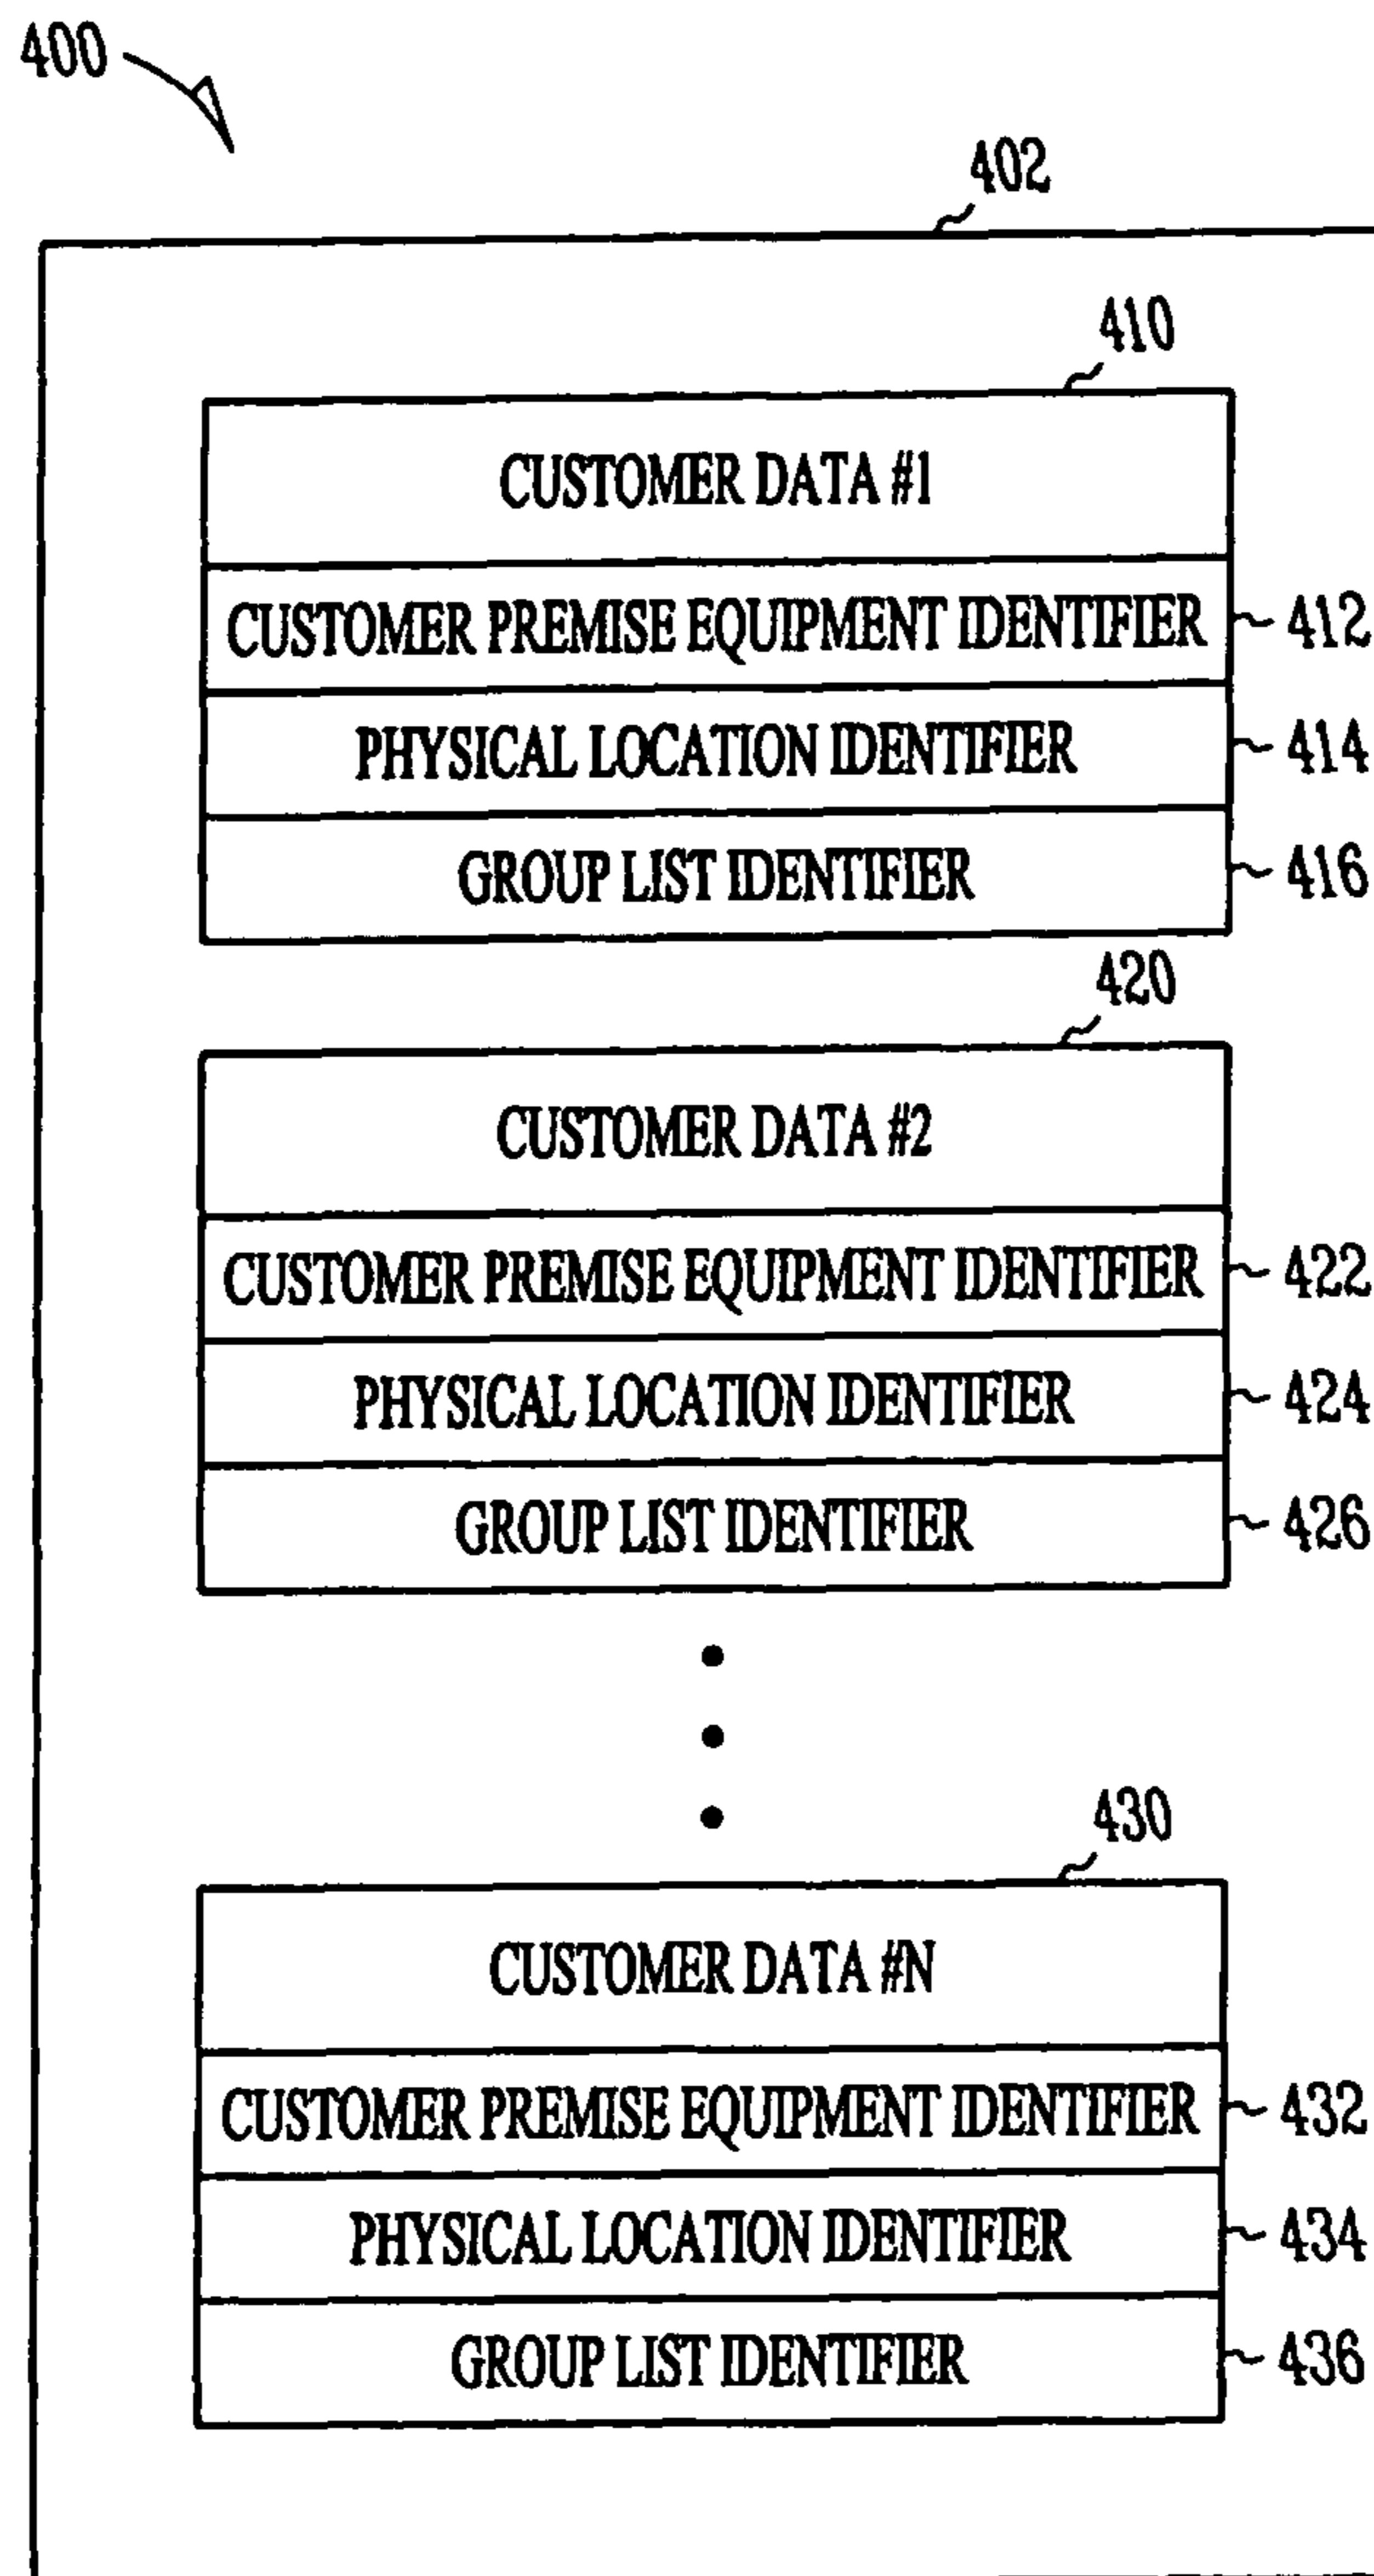 400
402
410
CUSTOMER DATA #1
CUSTOMER PREMISE EQUIPMENT IDENTIFIER 412
PHYSICAL LOCATION IDENTIFIER 414
GROUP LIST IDENTIFIER 416
420
CUSTOMER DATA #2
CUSTOMER PREMISE EQUIPMENT IDENTIFIER 422
PHYSICAL LOCATION IDENTIFIER 424
GROUP LIST IDENTIFIER 426
430
CUSTOMER DATA #N
CUSTOMER PREMISE EQUIPMENT IDENTIFIER 432
PHYSICAL LOCATION IDENTIFIER 434
GROUP LIST IDENTIFIER 436